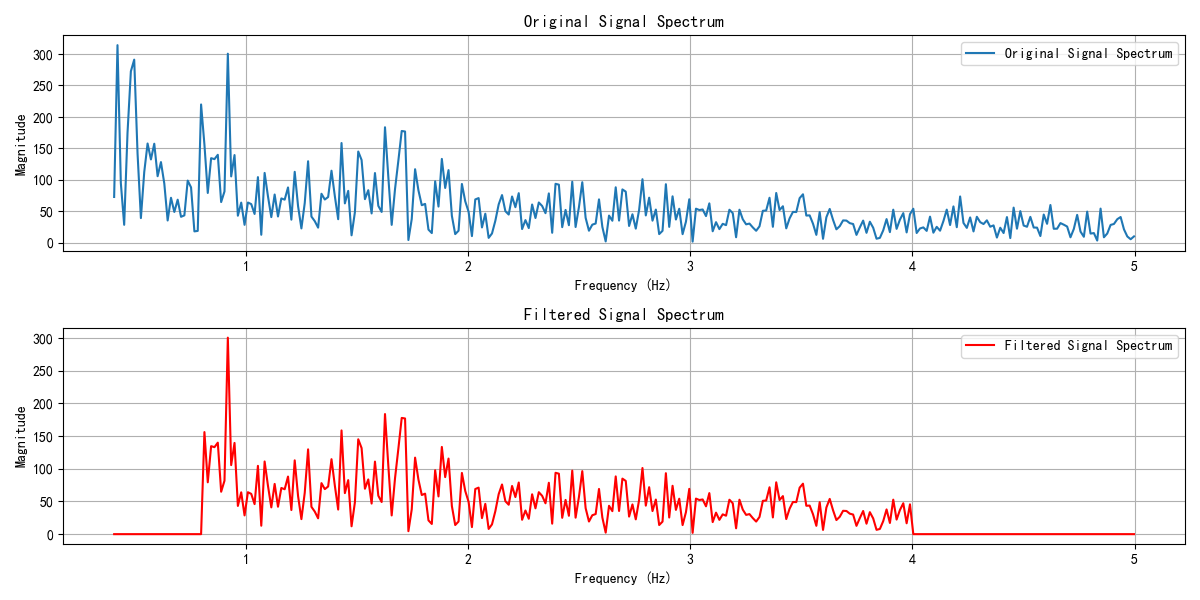 Original Signal Spectrum
Original Signal Spectrum
Magnitude
300
250
200
150
100
50
0
1 2 3 4 5
Frequency (Hz)
Filtered Signal Spectrum
Filtered Signal Spectrum
Magnitude
300
250
200
150
100
50
0
1 2 3 4 5
Frequency (Hz)